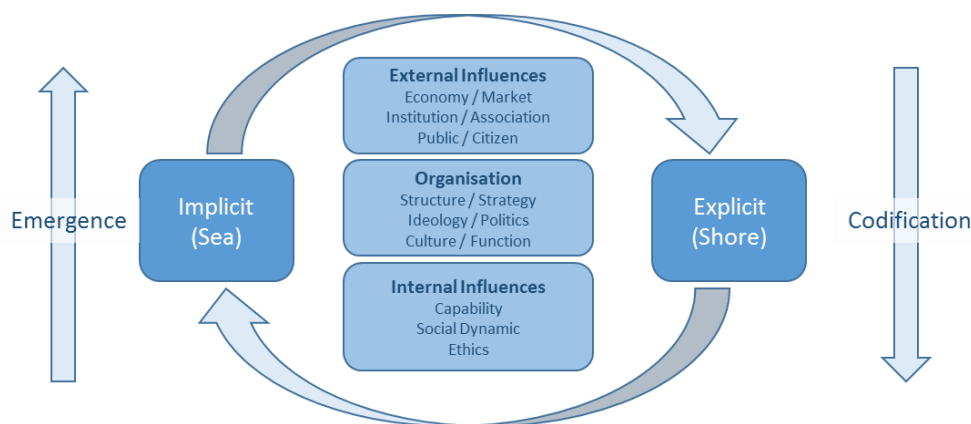 Emergence
Implicit
(Sea)
External Influences
Economy / Market
Institution / Association
Public / Citizen
Organisation
Structure / Strategy
Ideology / Politics
Culture / Function
Internal Influences
Capability
Social Dynamic
Ethics
Explicit
(Shore)
Codification